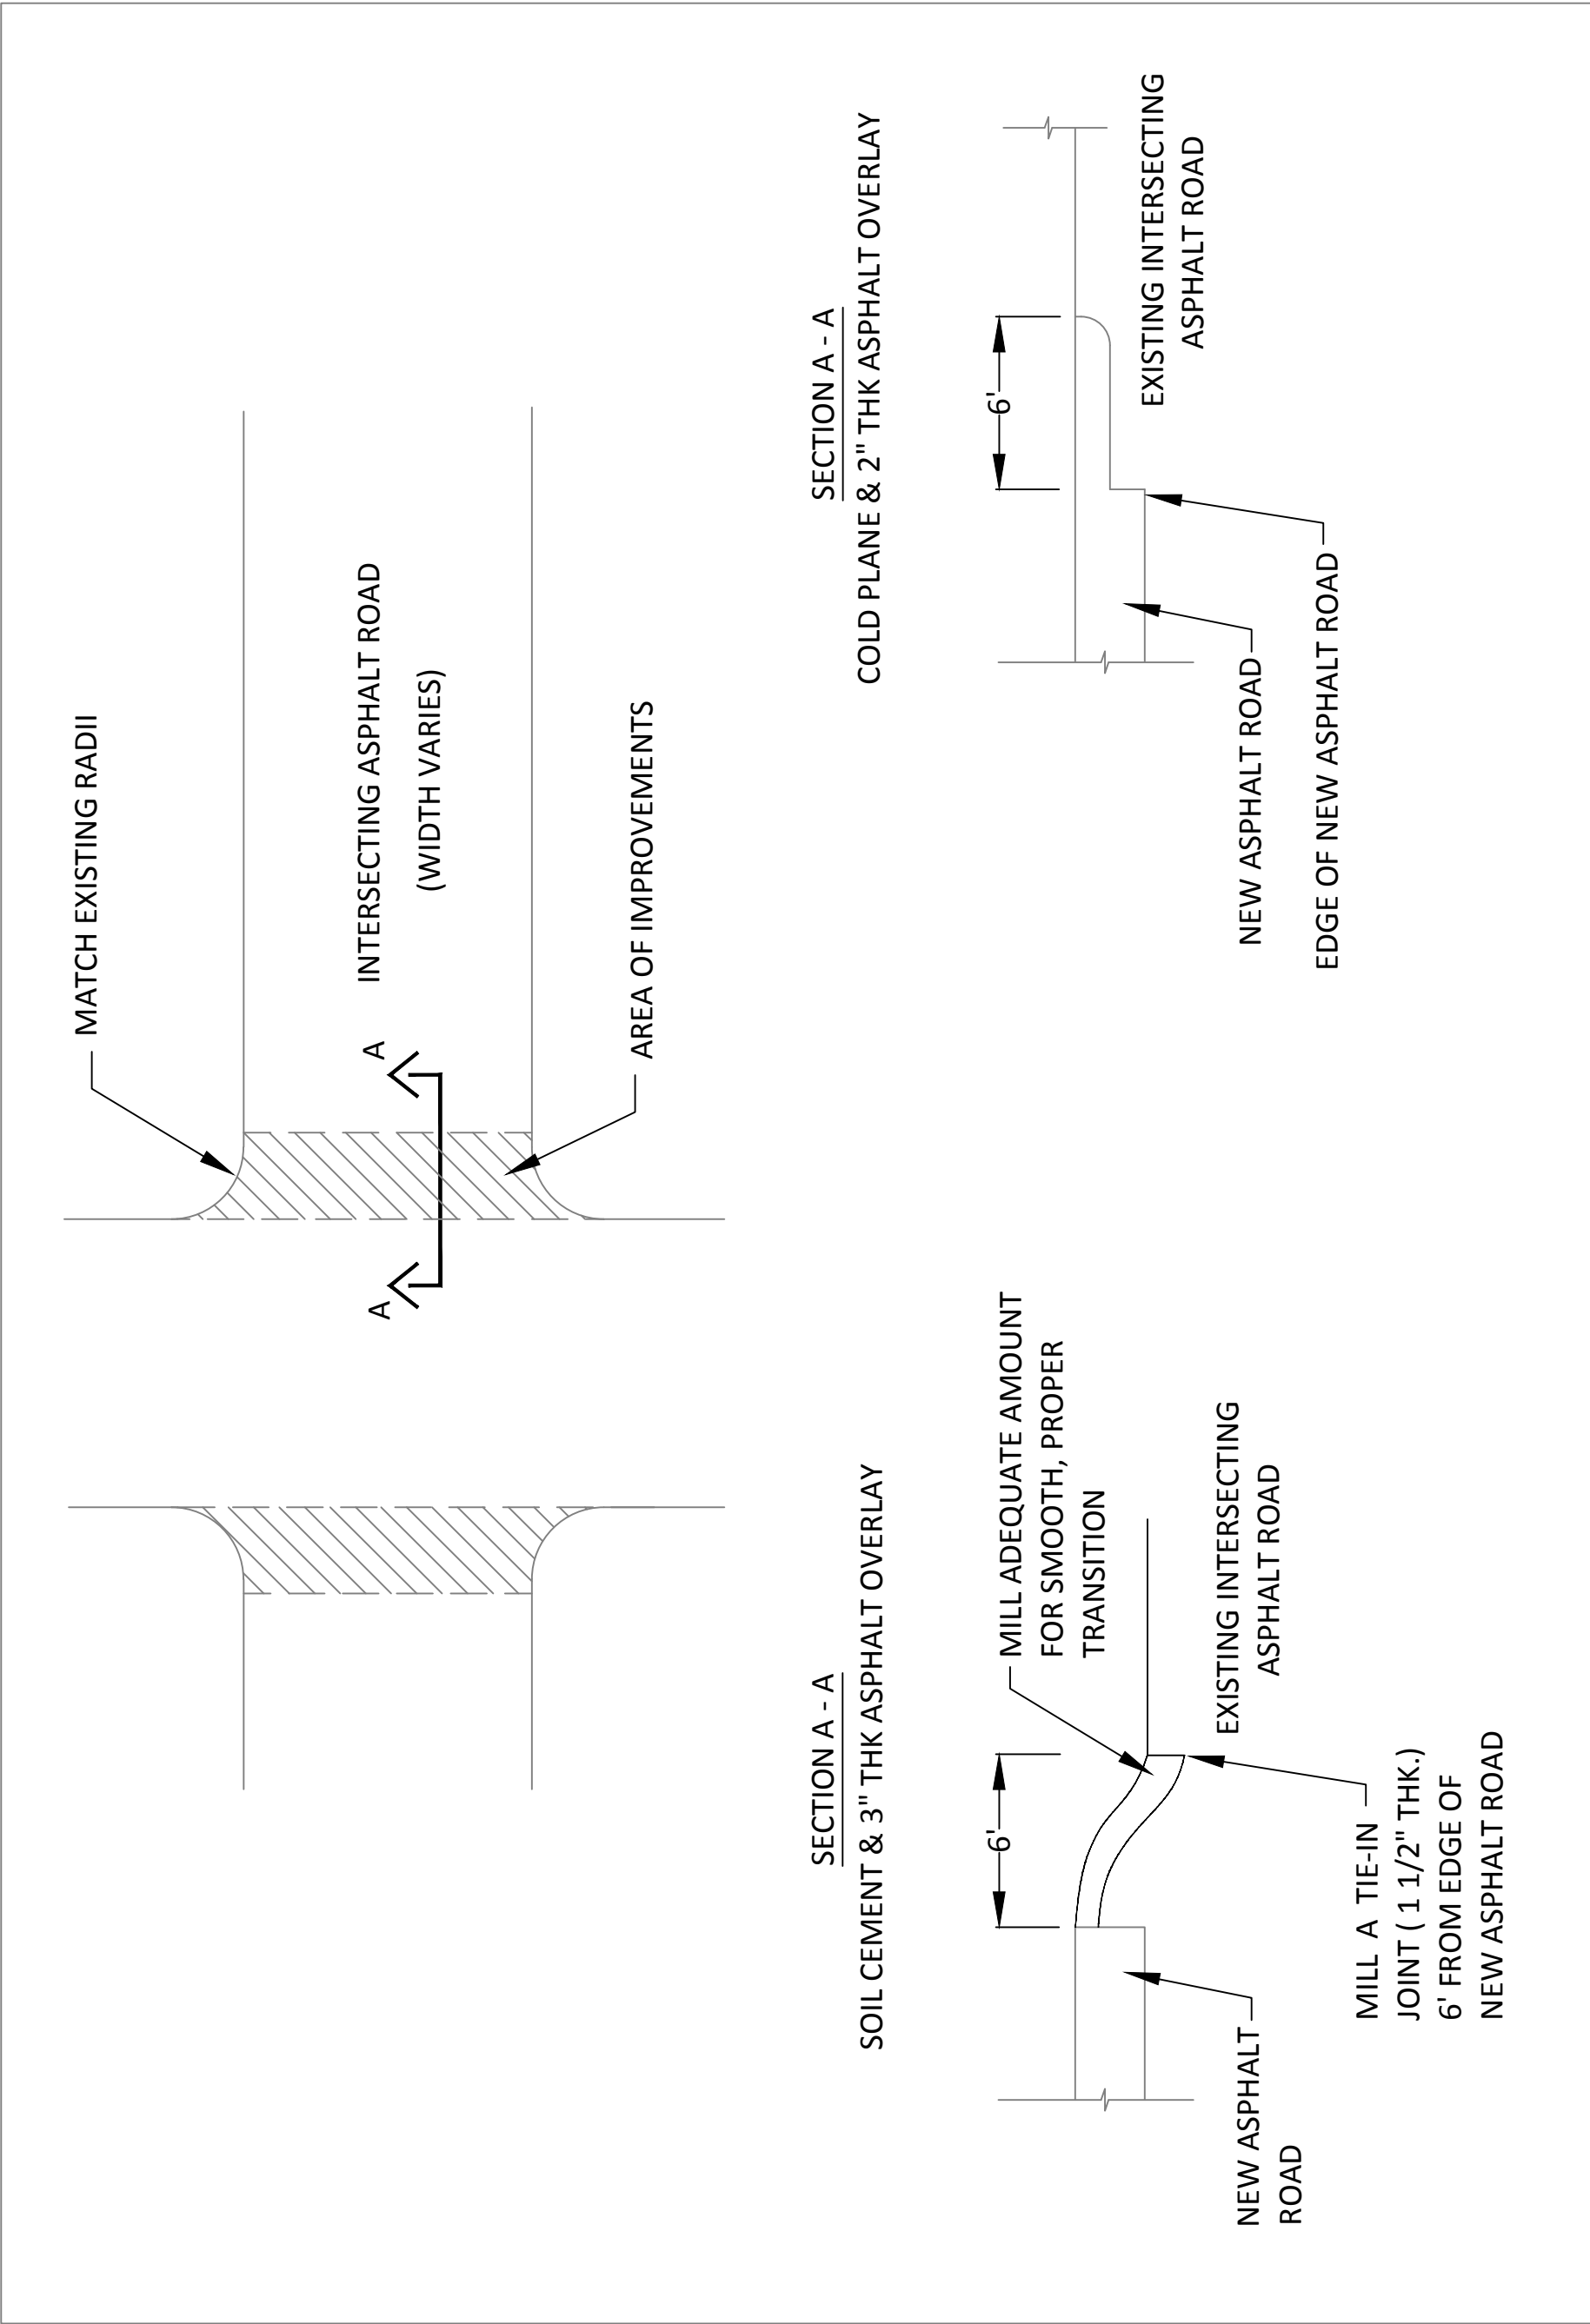 MATCH EXISTING RADII
INTERSECTING ASPHALT ROAD
(WIDTH VARIES)
A
A
AREA OF IMPROVEMENTS
SECTION A - A
SOIL CEMENT & 3" THK ASPHALT OVERLAY
6'
MILL ADEQUATE AMOUNT
FOR SMOOTH, PROPER
TRANSITION
EXISTING INTERSECTING
ASPHALT ROAD
NEW ASPHALT
ROAD
MILL A TIE-IN
JOINT ( 1 1/2" THK.)
6' FROM EDGE OF
NEW ASPHALT ROAD
SECTION A - A
COLD PLANE & 2" THK ASPHALT OVERLAY
6'
EXISTING INTERSECTING
ASPHALT ROAD
NEW ASPHALT ROAD
EDGE OF NEW ASPHALT ROAD